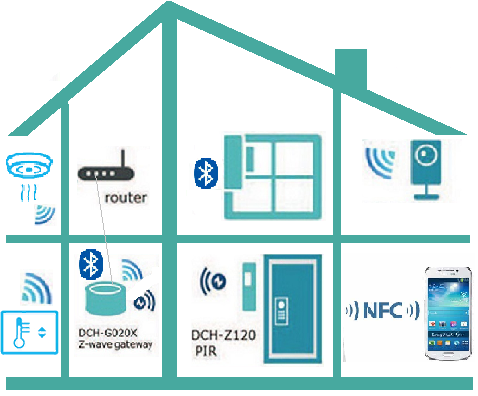 router
DCH-G020X
Z-wave gateway
DCH-Z120
PIR
NFC